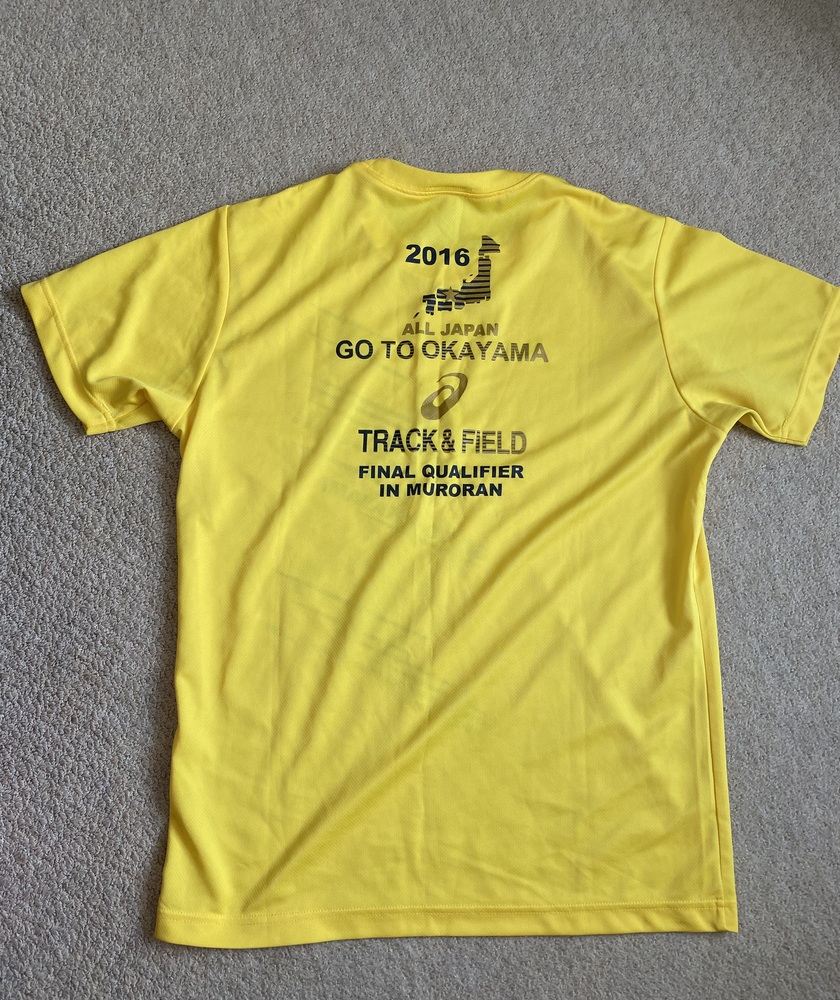 2016
ALL JAPAN
GO TO OKAYAMA
TRACK & FiELD
FINAL QUALIFIER
IN MURORAN